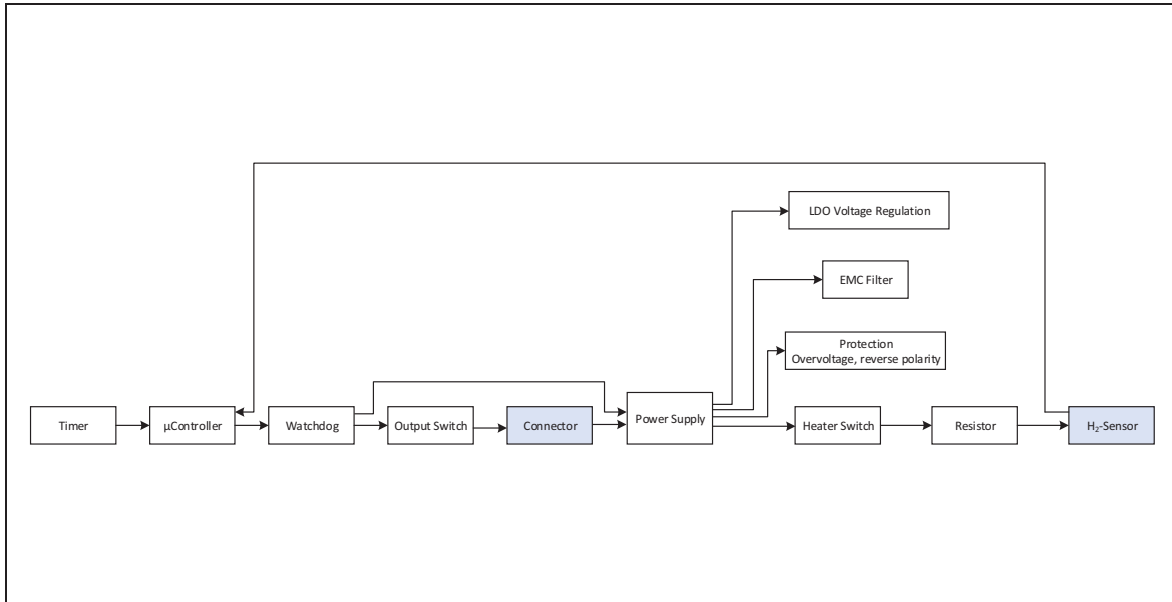 LDO Voltage Regulation
EMC Filter
Protection
Overvoltage, reverse polarity
Timer
µController
Watchdog
Output Switch
Connector
Power Supply
Heater Switch
Resistor
H₂-Sensor